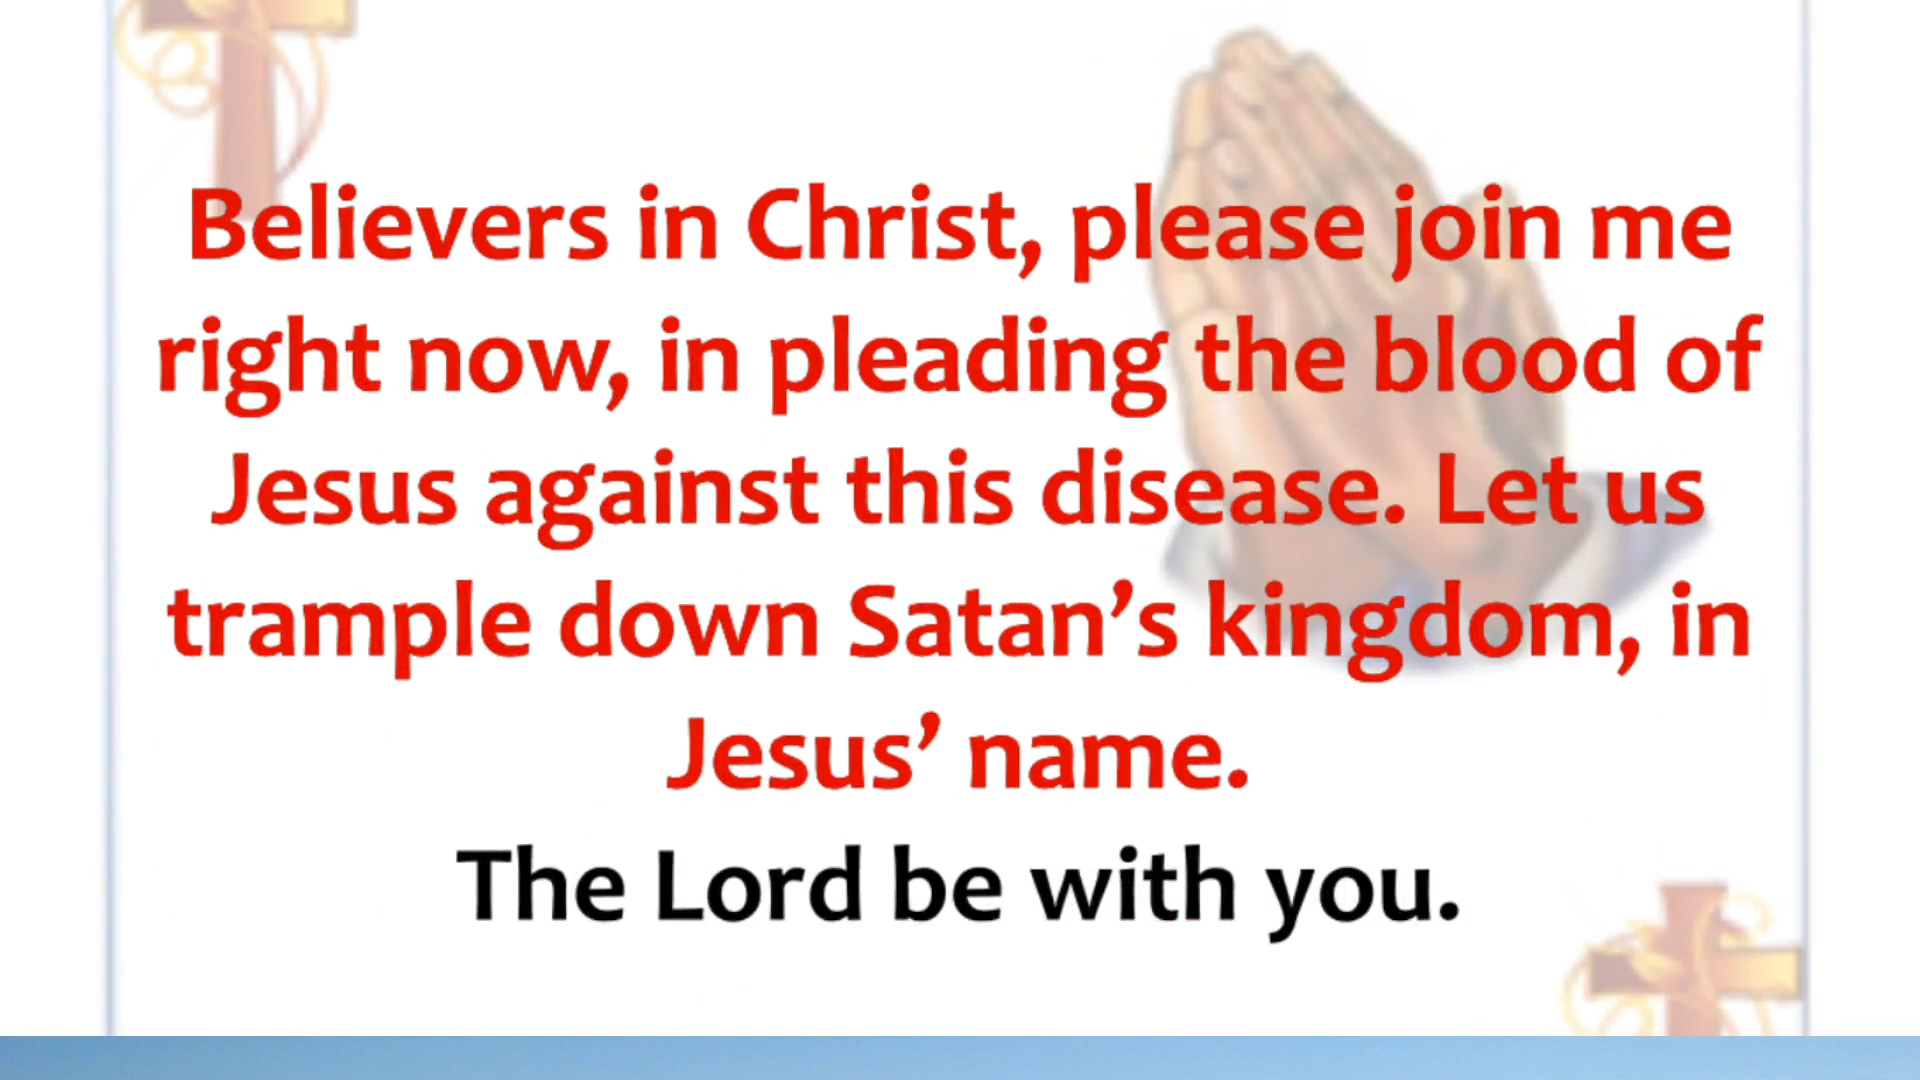 Believers in Christ, please join me
right now, in pleading the blood of
Jesus against this disease. Let us
trample down Satan’s kingdom, in
Jesus’ name.
The Lord be with you.